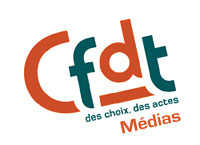 Cfdt
des choix, des actes
Médias